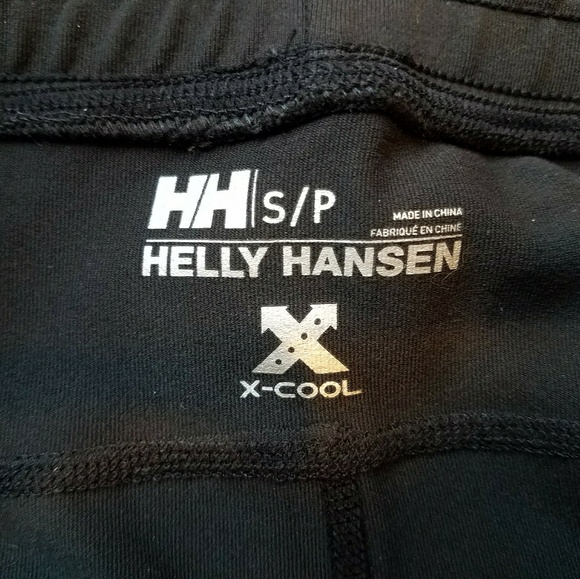 HH S/P
MADE IN CHINA
FABRIQUÉ EN CHINE
HELLY HANSEN
X
X-COOL